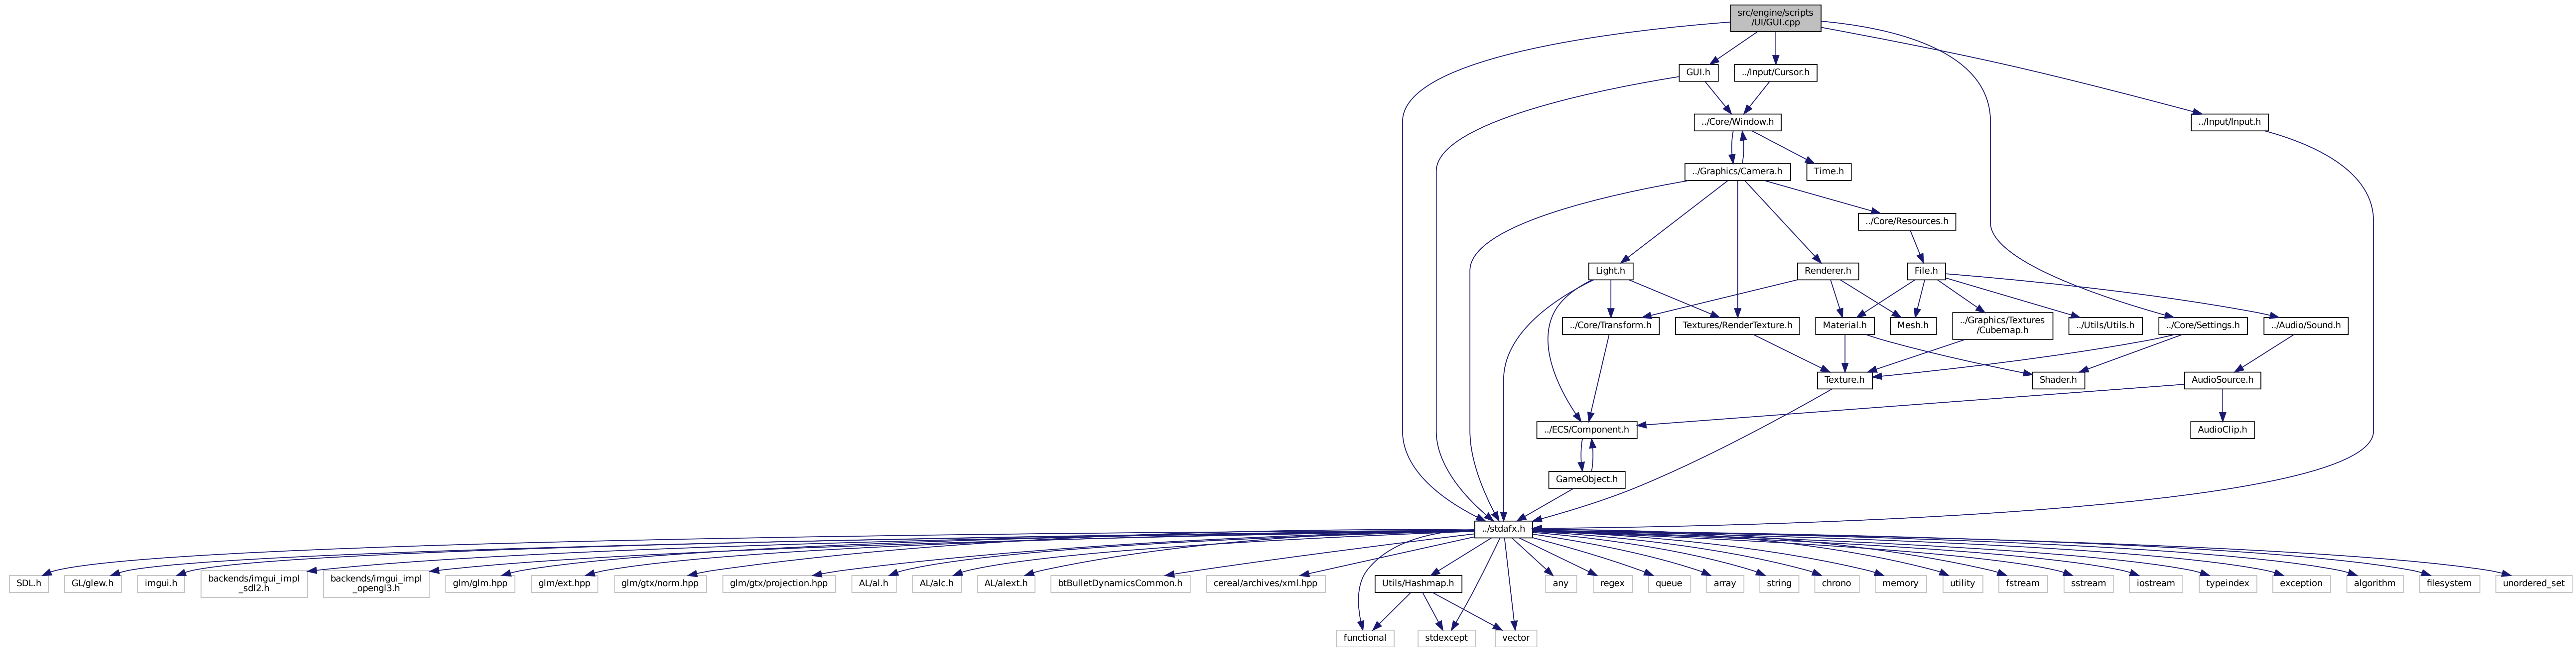 src/engine/scripts
/UI/GUI.cpp
GUI.h
../Input/Cursor.h
../Core/Window.h
../Input/Input.h
../Graphics/Camera.h
Time.h
../Core/Resources.h
Light.h
Renderer.h
File.h
../Core/Transform.h
Textures/RenderTexture.h
Material.h
Mesh.h
../Graphics/Textures
/Cubemap.h
../Utils/Utils.h
../Core/Settings.h
../Audio/Sound.h
Texture.h
Shader.h
AudioSource.h
../ECS/Component.h
AudioClip.h
GameObject.h
../stdafx.h
SDL.h
GL/glew.h
imgui.h
backends/imgui_impl
_sdl2.h
backends/imgui_impl
_opengl3.h
glm/glm.hpp
glm/ext.hpp
glm/gtx/norm.hpp
glm/gtx/projection.hpp
AL/al.h
AL/alc.h
AL/alext.h
btBulletDynamicsCommon.h
cereal/archives/xml.hpp
Utils/Hashmap.h
any
regex
queue
array
string
chrono
memory
utility
fstream
sstream
iostream
typeindex
exception
algorithm
filesystem
unordered_set
functional
stdexcept
vector